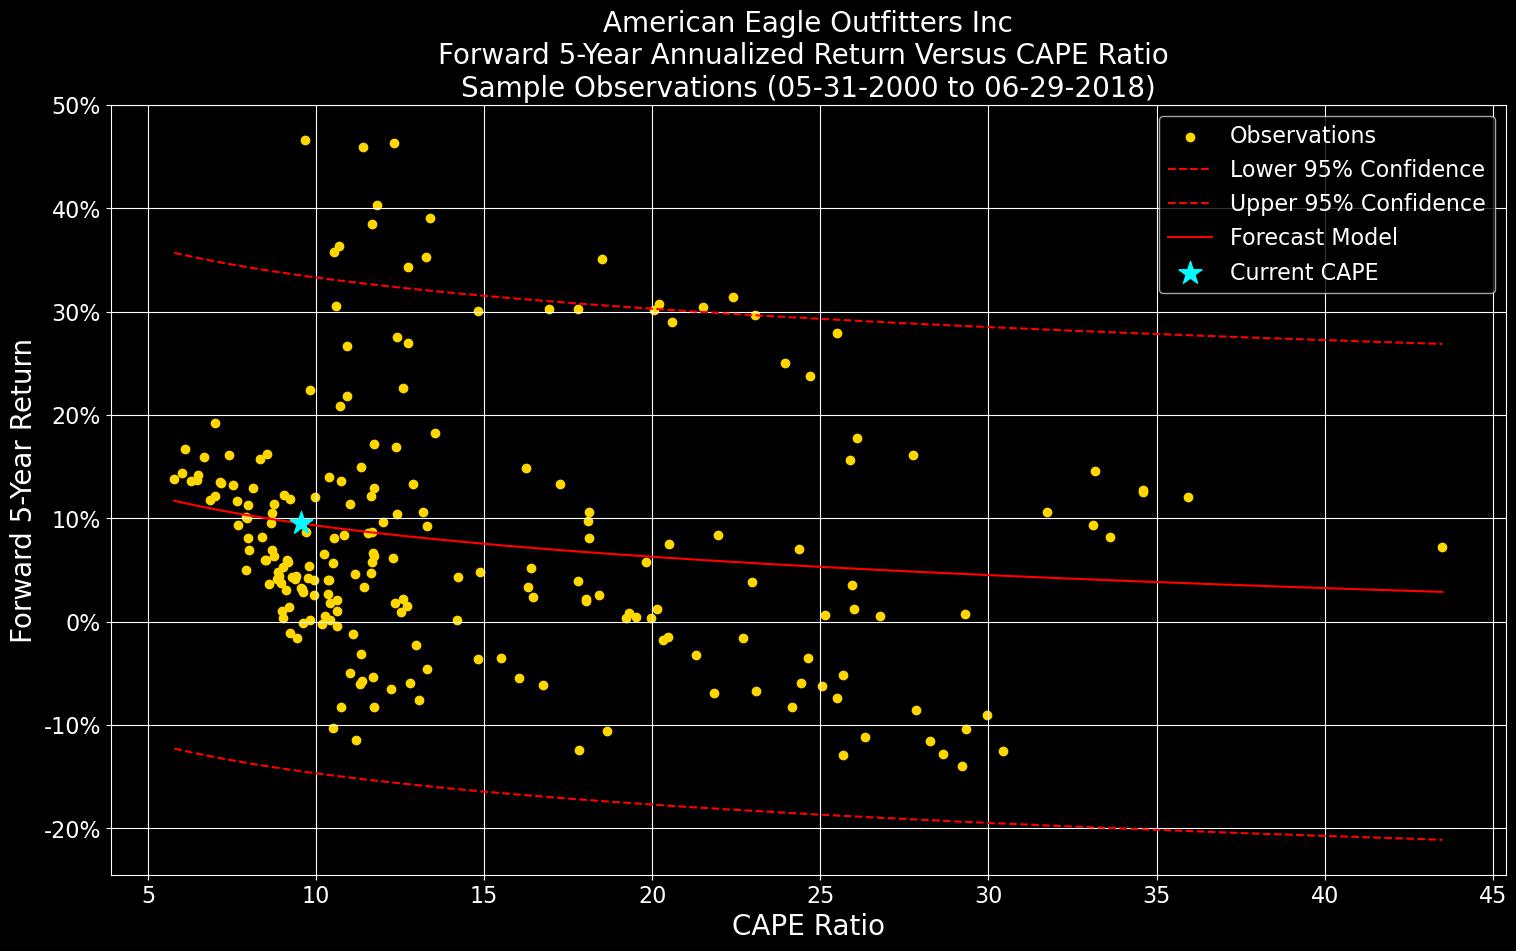 American Eagle Outfitters Inc
Forward 5-Year Annualized Return Versus CAPE Ratio
Sample Observations (05-31-2000 to 06-29-2018)
Observations
Lower 95% Confidence
Upper 95% Confidence
Forecast Model
Current CAPE
Forward 5-Year Return
50%
40%
30%
20%
10%
0%
-10%
-20%
5 10 15 20 25 30 35 40 45
CAPE Ratio